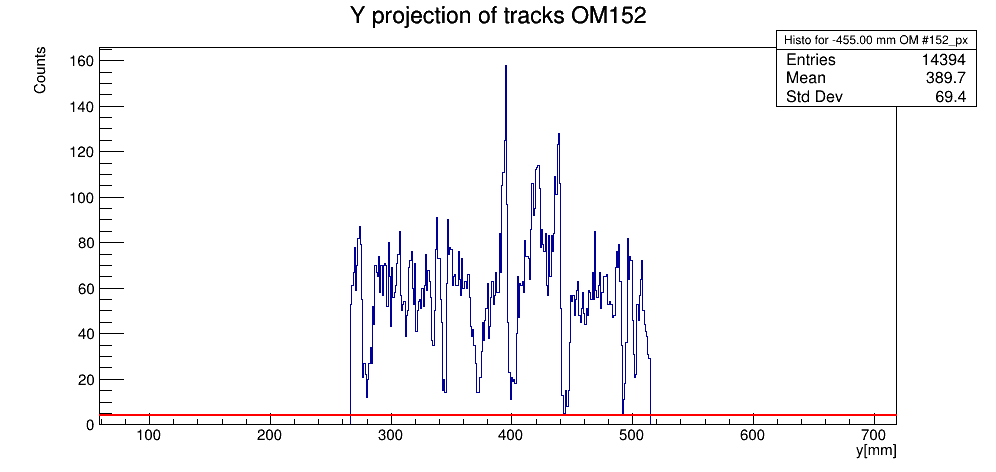 Y projection of tracks OM152
Histo for -455.00 mm OM #152_px
Entries 14394
Mean 389.7
Std Dev 69.4
Counts
160
140
120
100
80
60
40
20
0
100 200 300 400 500 600 700
y[mm]